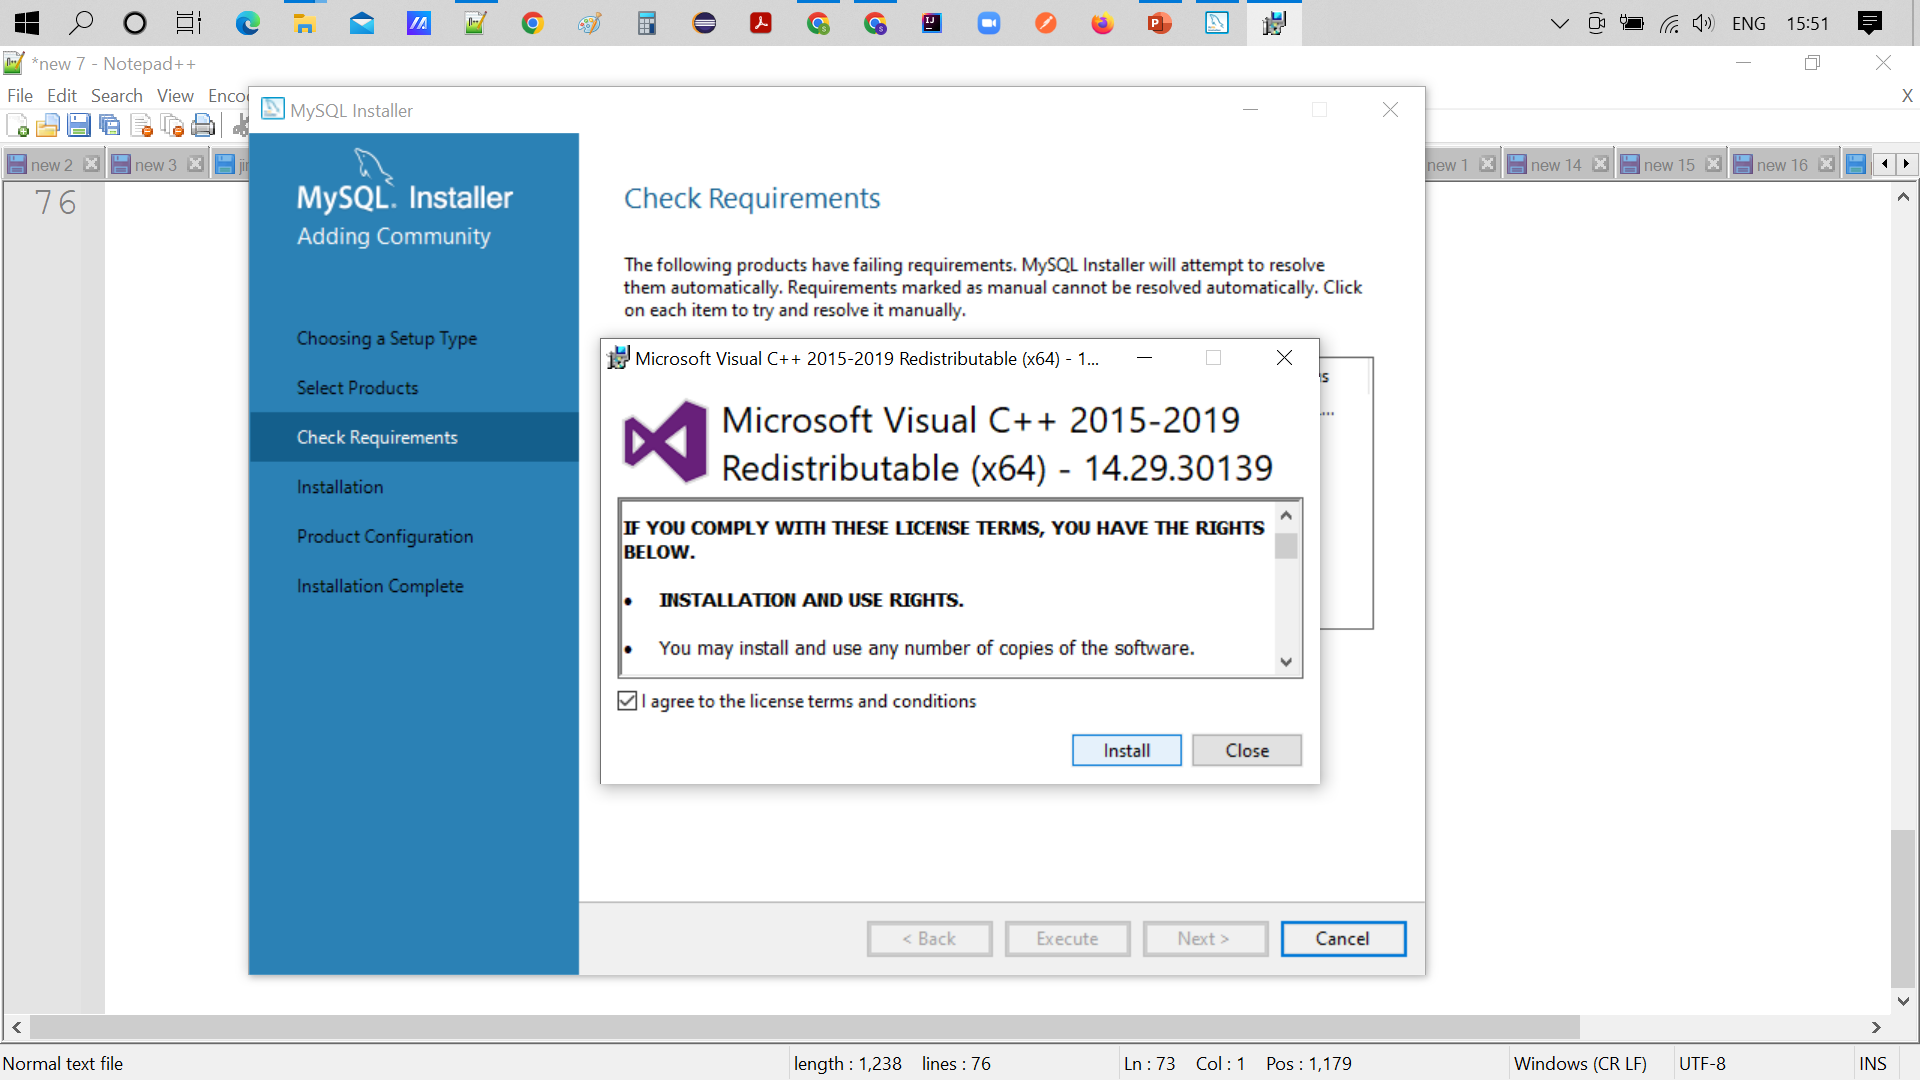 ENG
15:51
*new 7 - Notepad++
File Edit Search View
X
MySQL Installer
new 2
new 3
new 1
new 14
new 15
new 16
76
MySQL. Installer
Adding Community
Choosing a Setup Type
Select Products
Check Requirements
Installation
Product Configuration
Installation Complete
Check Requirements
The following products have failing requirements. MySQL Installer will attempt to resolve
them automatically. Requirements marked as manual cannot be resolved automatically. Click
on each item to try and resolve it manually.
Microsoft Visual C++ 2015-2019 Redistributable (x64) - 1...
Microsoft Visual C++ 2015-2019
Redistributable (x64) - 14.29.30139
IF YOU COMPLY WITH THESE LICENSE TERMS, YOU HAVE THE RIGHTS
BELOW.
• INSTALLATION AND USE RIGHTS.
• You may install and use any number of copies of the software.
I agree to the license terms and conditions
Install
Close
< Back
Execute
Next >
Cancel
Normal text file
length : 1,238 lines : 76
Ln : 73 Col : 1 Pos : 1,179
Windows (CR LF)
UTF-8
INS